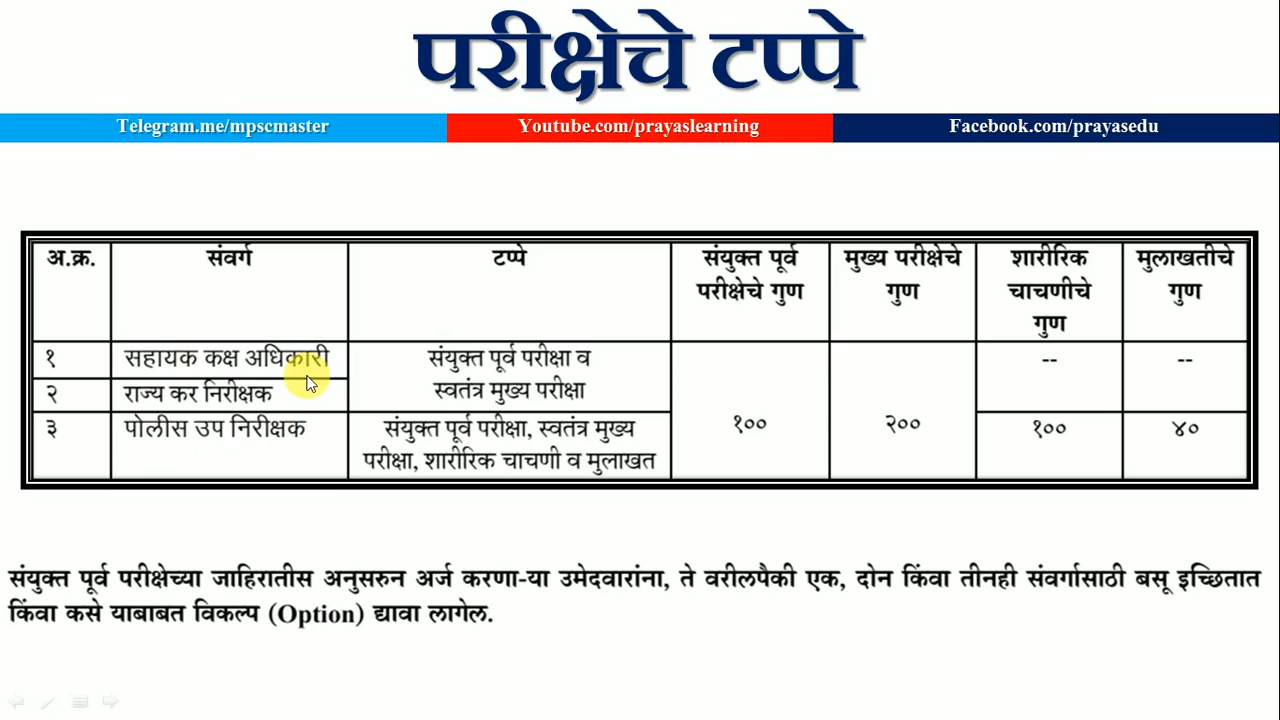 परीक्षेचे टप्पे
Telegram.me/mpscmaster
Youtube.com/prayaslearning
Facebook.com/prayasedu
अ.क्र. संवर्ग टप्पे संयुक्त पूर्व परीक्षेचे गुण मुख्य परीक्षेचे गुण शारीरिक चाचणीचे गुण मुलाखतीचे गुण
१ सहायक कक्ष अधिकारी संयुक्त पूर्व परीक्षा व -- --
२ राज्य कर निरीक्षक स्वतंत्र मुख्य परीक्षा
३ पोलीस उप निरीक्षक संयुक्त पूर्व परीक्षा, स्वतंत्र मुख्य १०० २०० १०० ४०
परीक्षा, शारीरिक चाचणी व मुलाखत
संयुक्त पूर्व परीक्षेच्या जाहिरातीस अनुसरुन अर्ज करणा-या उमेदवारांना, ते वरीलपैकी एक, दोन किंवा तीनही संवर्गासाठी बसू इच्छितात
किंवा कसे याबाबत विकल्प (Option) द्यावा लागेल.